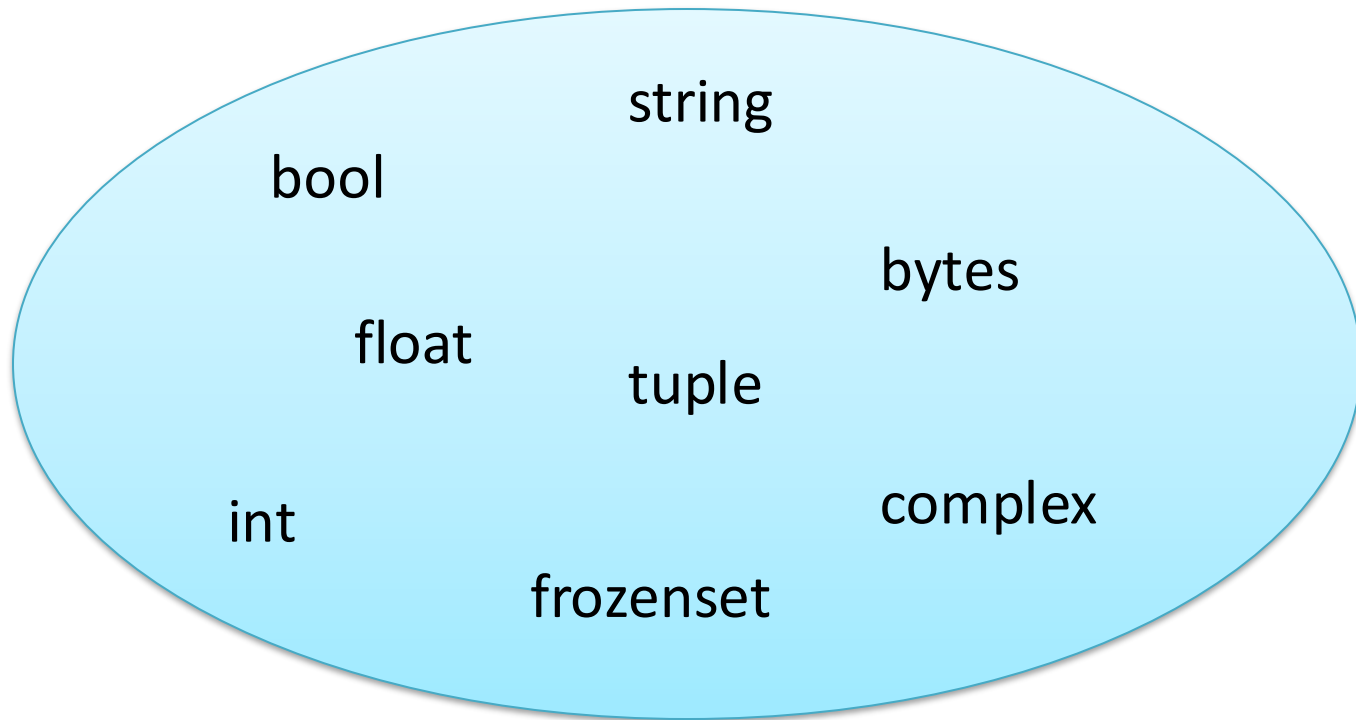 string
bool
bytes
float
tuple
complex
int
frozenset